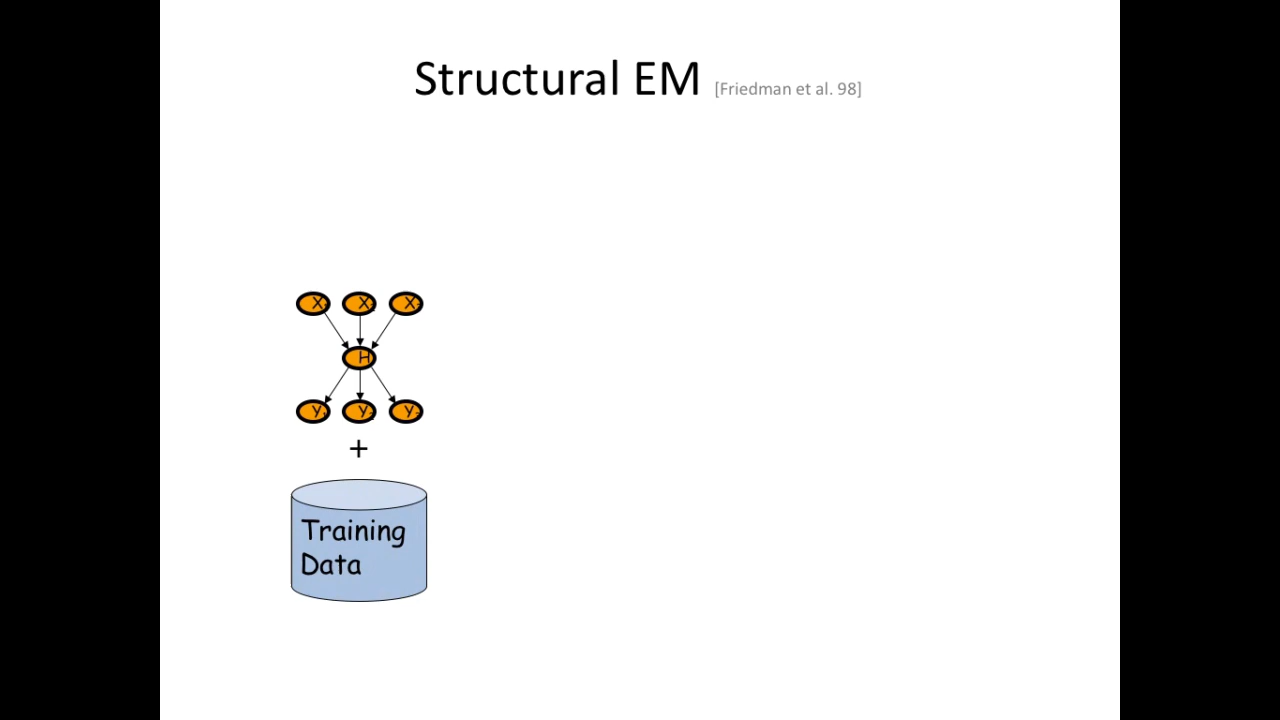 Structural EM [Friedman et al. 98]
X X X
H
Y Y Y
+
Training
Data